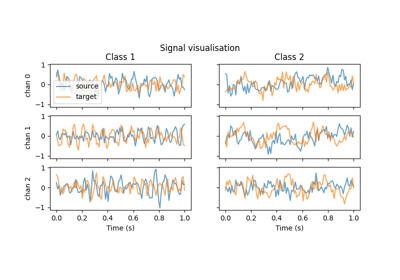 Signal visualisation
Class 1
Class 2
chan 0
1
0
−1
source
target
chan 1
1
0
−1
chan 2
1
0
−1
0.0 0.2 0.4 0.6 0.8 1.0
0.0 0.2 0.4 0.6 0.8 1.0
Time (s)
Time (s)